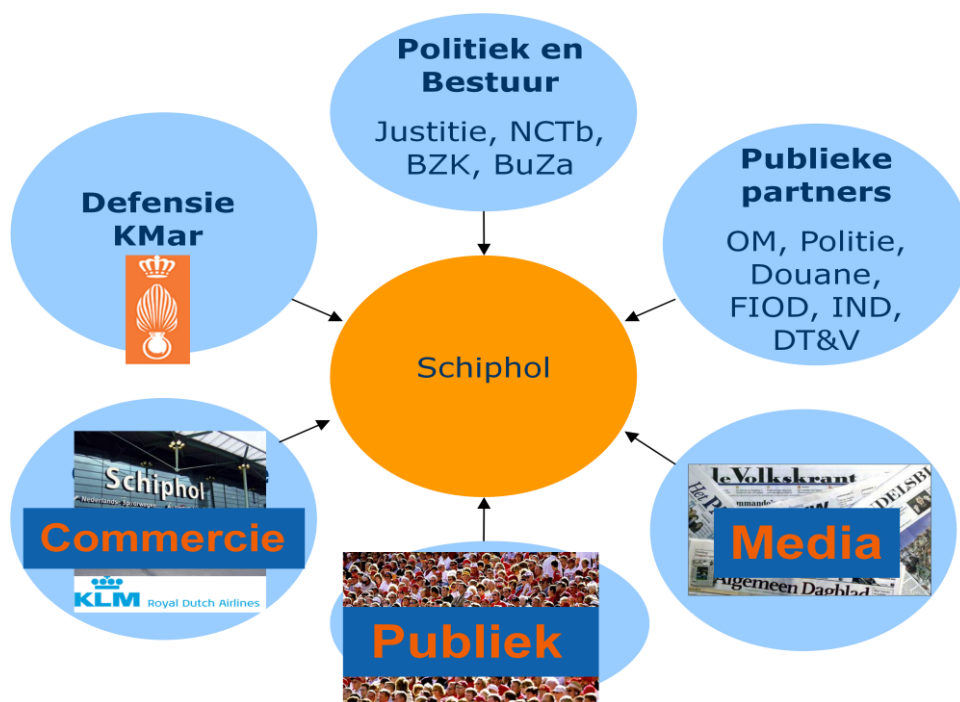 Politiek en
Bestuur
Justitie, NCTb,
BZK, BuZa
Defensie
KMar
Publieke
partners
OM, Politie,
Douane,
FIOD, IND,
DT&V
Schiphol
Schiphol
Commercie
KLM Royal Dutch Airlines
Publiek
de Volkskrant
Het
Media
Algemeen Dagblad